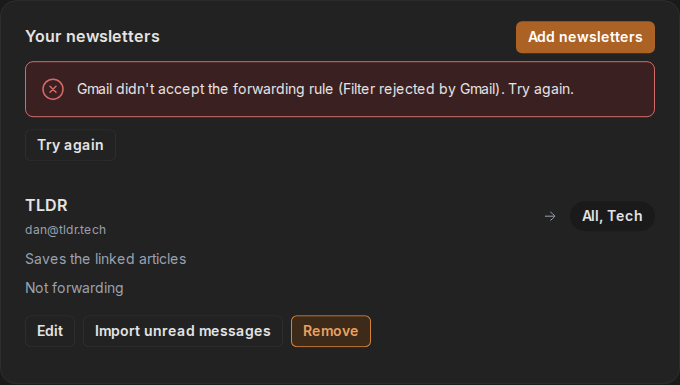 Your newsletters
Add newsletters
Gmail didn't accept the forwarding rule (Filter rejected by Gmail). Try again.
Try again
TLDR
→ All, Tech
dan@tldr.tech
Saves the linked articles
Not forwarding
Edit
Import unread messages
Remove